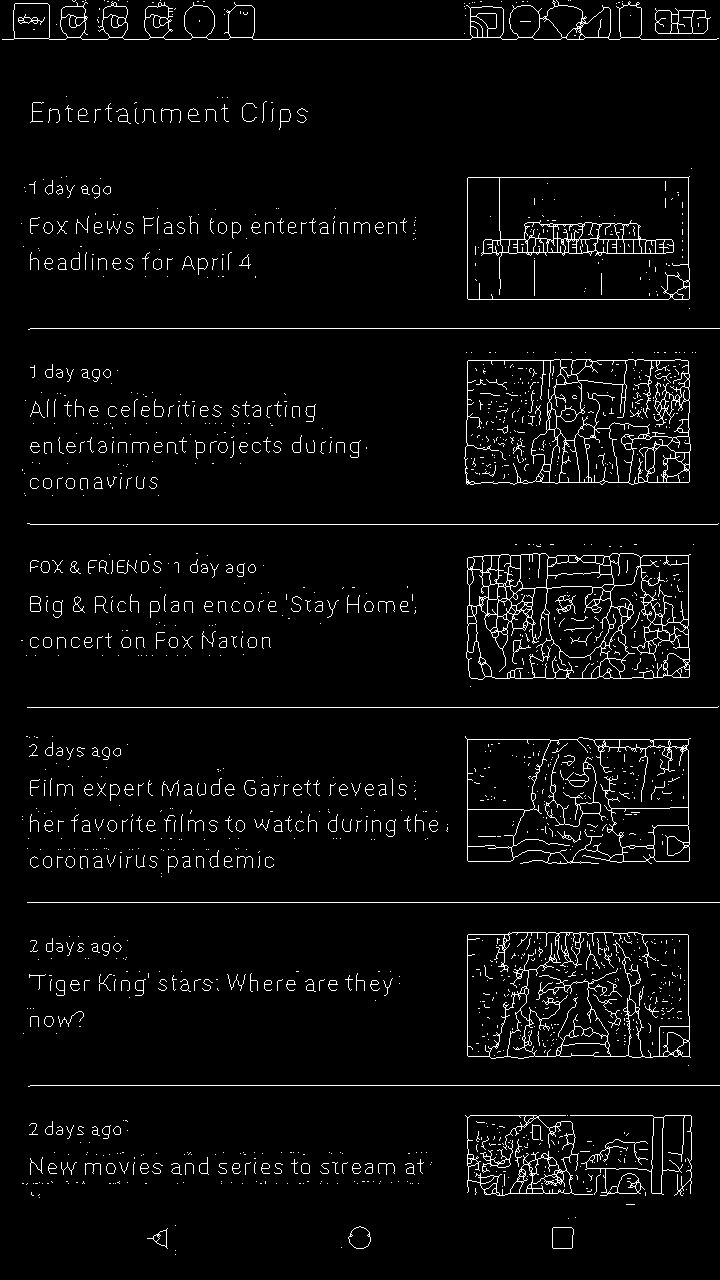 ebay
3:56
Entertainment Clips
1 day ago
Fox News Flash top entertainment
headlines for April 4
ENTERTAINMENT HEADLINES
1 day ago
All the celebrities starting
entertainment projects during
coronavirus
FOX & FRIENDS 1 day ago
Big & Rich plan encore 'Stay Home'
concert on Fox Nation
2 days ago
Film expert Maude Garrett reveals
her favorite films to watch during the
coronavirus pandemic
2 days ago
'Tiger King' stars: Where are they
now?
2 days ago
New movies and series to stream at